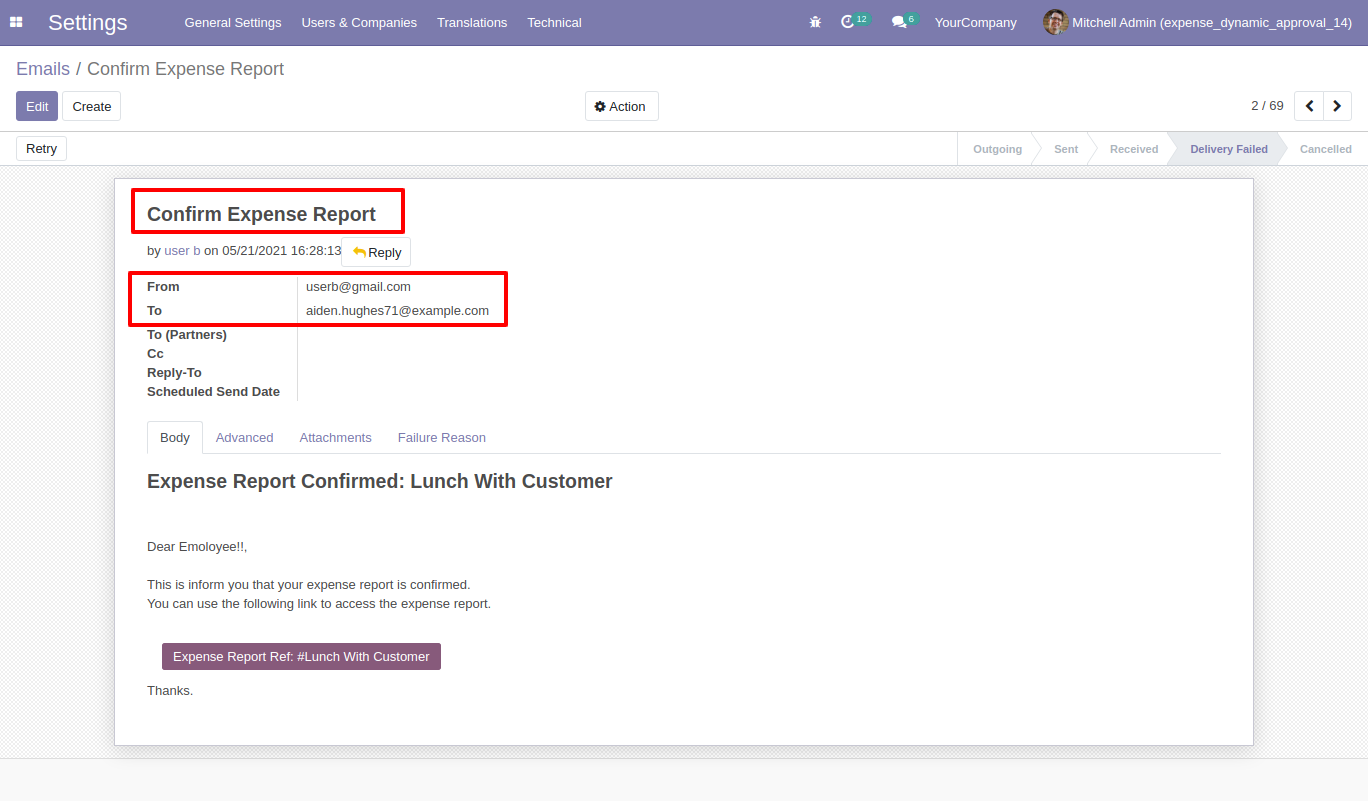 Settings General Settings Users & Companies Translations Technical 12 6 YourCompany Mitchell Admin (expense_dynamic_approval_14)
Emails / Confirm Expense Report
Edit Create Action 2 / 69
Retry Outgoing Sent Received Delivery Failed Cancelled
Confirm Expense Report
by user b on 05/21/2021 16:28:13 Reply
From userb@gmail.com
To aiden.hughes71@example.com
To (Partners)
Cc
Reply-To
Scheduled Send Date
Body Advanced Attachments Failure Reason
Expense Report Confirmed: Lunch With Customer
Dear Emoloyee!!,
This is inform you that your expense report is confirmed.
You can use the following link to access the expense report.
Expense Report Ref: #Lunch With Customer
Thanks.